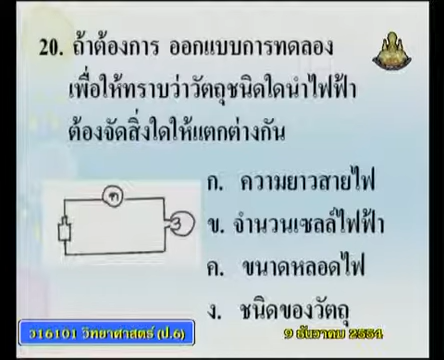 20. ถ้าต้องการ ออกแบบการทดลอง
เพื่อให้ทราบว่าวัตถุชนิดใดนำไฟฟ้า
ต้องจัดสิ่งใดให้แตกต่างกัน
ก. ความยาวสายไฟ
ข. จำนวนเซลล์ไฟฟ้า
ค. ขนาดหลอดไฟ
ง. ชนิดของวัตถุ
ว16101 วิทยาศาสตร์ (ป.6)
9 ธันวาคม 2554